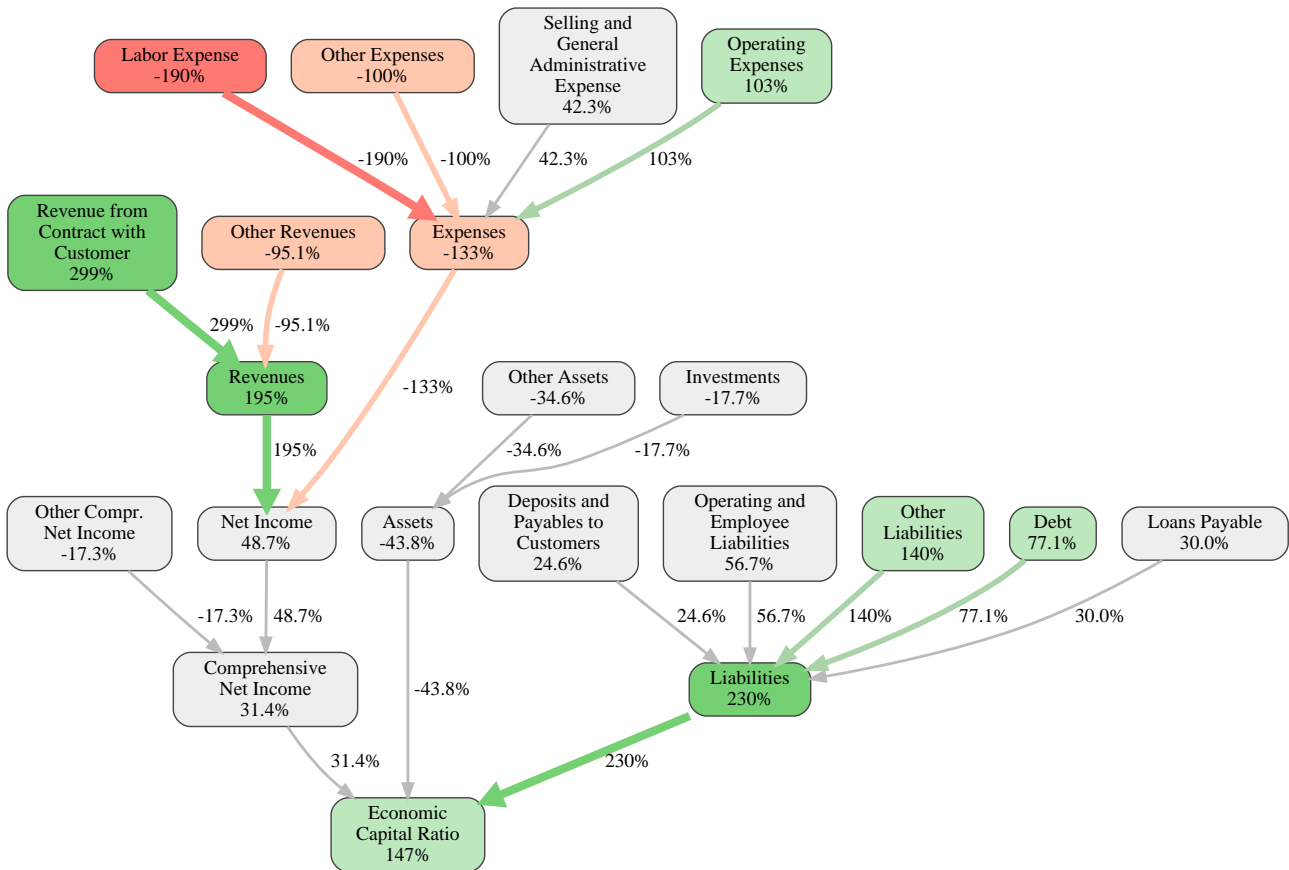 Labor Expense
-190%
Other Expenses
-100%
Selling and
General
Administrative
Expense
42.3%
Operating
Expenses
103%
-190%
-100%
42.3%
103%
Revenue from
Contract with
Customer
299%
Other Revenues
-95.1%
Expenses
-133%
299%
-95.1%
-133%
Revenues
195%
Other Assets
-34.6%
Investments
-17.7%
195%
-34.6%
-17.7%
Other Compr.
Net Income
-17.3%
Net Income
48.7%
Assets
-43.8%
Deposits and
Payables to
Customers
24.6%
Operating and
Employee
Liabilities
56.7%
Other
Liabilities
140%
Debt
77.1%
Loans Payable
30.0%
-17.3%
48.7%
24.6%
56.7%
140%
77.1%
30.0%
Comprehensive
Net Income
31.4%
-43.8%
Liabilities
230%
31.4%
230%
Economic
Capital Ratio
147%